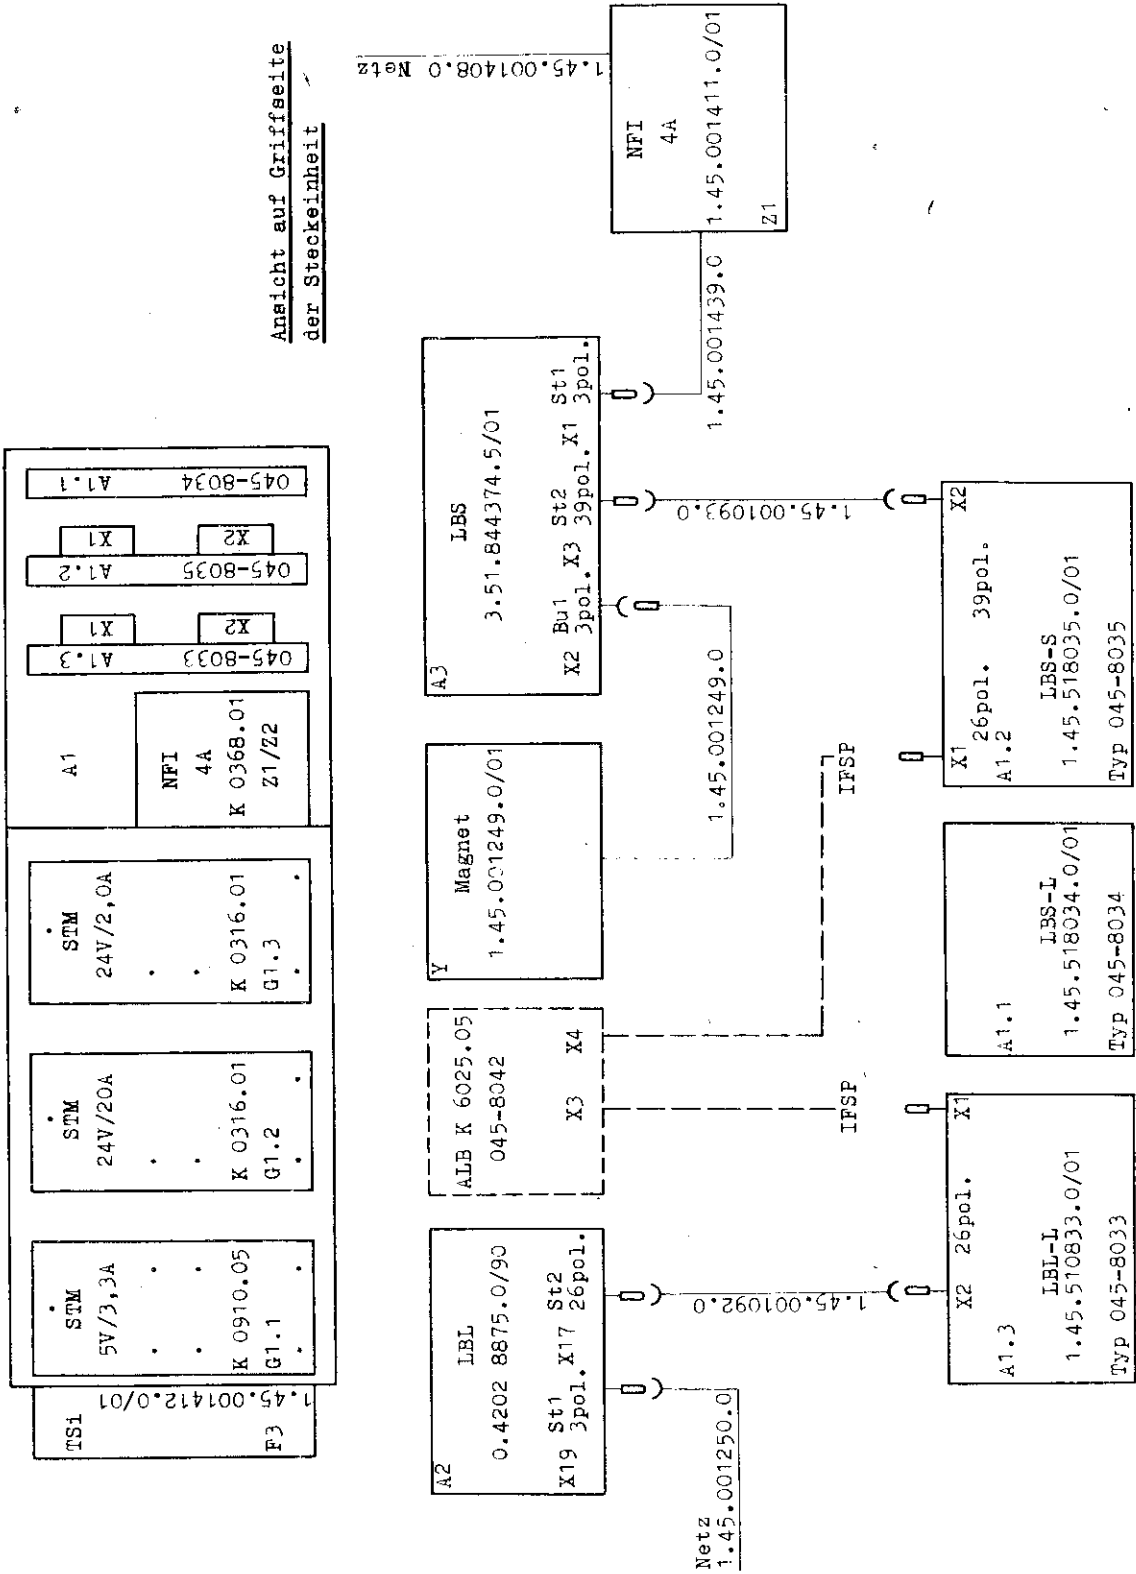 TSi
F3
1.45.001412.0/01
STM
5V/3,3A
K 0910.05
G1.1
STM
24V/20A
K 0316.01
G1.2
STM
24V/2,0A
K 0316.01
G1.3
A1
NFI
4A
K 0368.01
Z1/Z2
A1.3
045-8033
X1
X2
A1.2
045-8035
X1
X2
A1.1
045-8034
Ansicht auf Griffseite
der Steckeinheit
A2
LBL
0.4202 8875.0/90
X19 St1 X17 St2
3pol. 26pol.
Netz
1.45.001250.0
1.45.001092.0
ALB K 6025.05
045-8042
X3 X4
IFSP
IFSP
Y
Magnet
1.45.001249.0/01
1.45.001249.0
A3
LBS
3.51.844374.5/01
X2 Bu1 X3 St2 X1 St1
3pol. 39pol. 3pol.
1.45.001093.0
1.45.001439.0
1.45.001408.0 Netz
NFI
4A
1.45.001411.0/01
Z1
X2 26pol. X1
A1.3
LBL-L
1.45.510833.0/01
Typ 045-8033
A1.1
LBS-L
1.45.518034.0/01
Typ 045-8034
X1 X2
26pol. 39pol.
A1.2
LBS-S
1.45.518035.0/01
Typ 045-8035